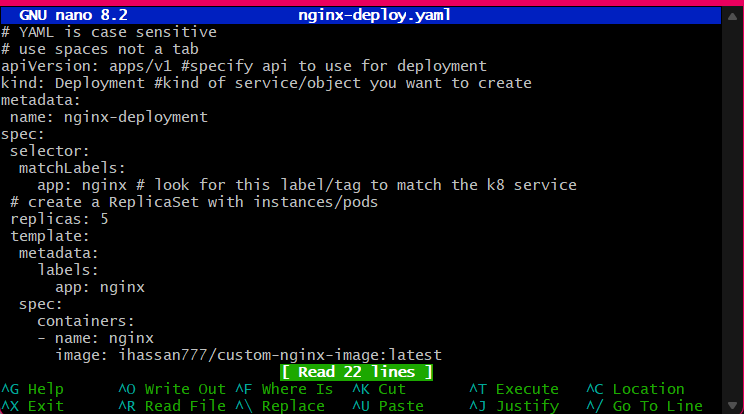 GNU nano 8.2 nginx-deploy.yaml
# YAML is case sensitive
# use spaces not a tab
apiVersion: apps/v1 #specify api to use for deployment
kind: Deployment #kind of service/object you want to create
metadata:
 name: nginx-deployment
spec:
 selector:
  matchLabels:
    app: nginx # look for this label/tag to match the k8 service
 # create a ReplicaSet with instances/pods
 replicas: 5
 template:
  metadata:
    labels:
      app: nginx
  spec:
    containers:
    - name: nginx
      image: ihassan777/custom-nginx-image:latest
[ Read 22 lines ]
^G Help ^O Write Out ^F Where Is ^K Cut ^T Execute ^C Location
^X Exit ^R Read File ^\ Replace ^U Paste ^J Justify ^/ Go To Line